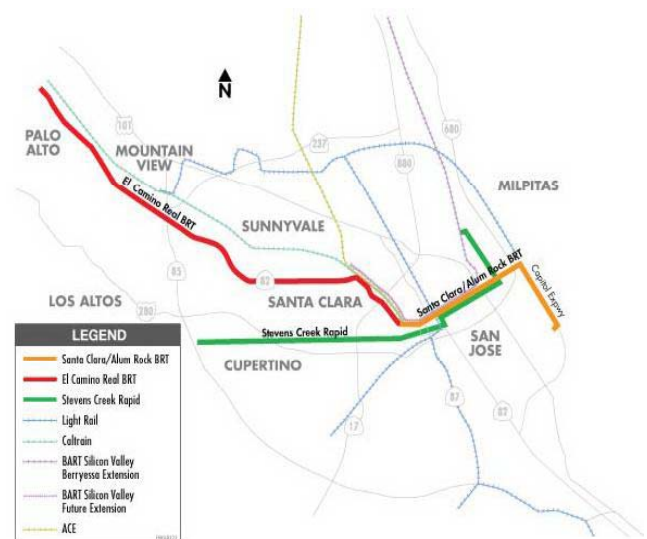 N
PALO
ALTO
101
MOUNTAIN
VIEW
237
680
880
MILPITAS
El Camino Real BRT
SUNNYVALE
85
82
LOS ALTOS
280
SANTA CLARA
Santa Clara/Alum Rock BRT
Capitol Expwy
Stevens Creek Rapid
SAN
JOSE
CUPERTINO
87
82
17
LEGEND
Santa Clara/Alum Rock BRT
El Camino Real BRT
Stevens Creek Rapid
Light Rail
Caltrain
BART Silicon Valley
Berryessa Extension
BART Silicon Valley
Future Extension
ACE